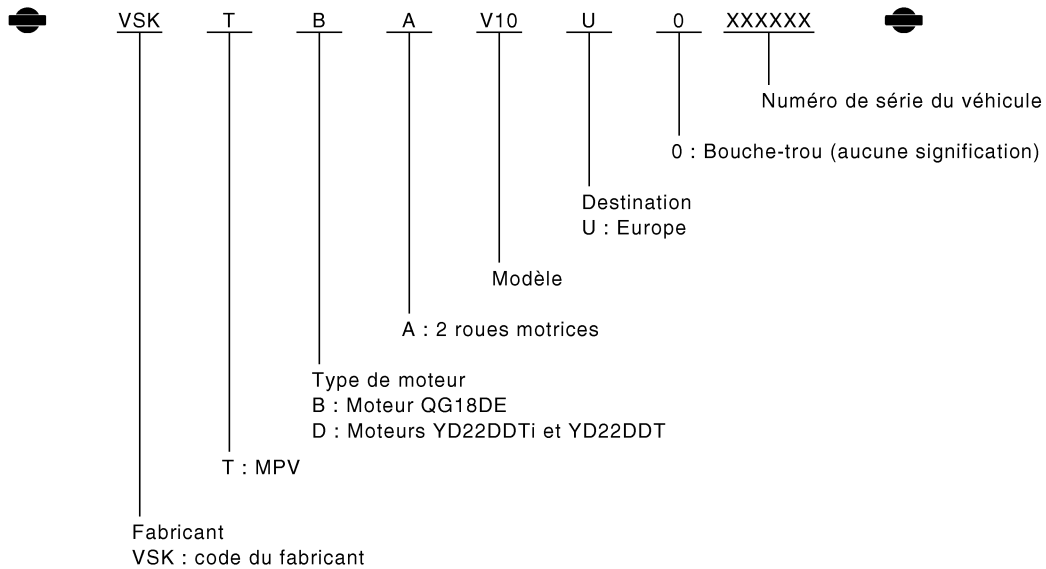 VSK T B A V10 U 0 XXXXXX
Numéro de série du véhicule
0 : Bouche-trou (aucune signification)
Destination
U : Europe
Modèle
A : 2 roues motrices
Type de moteur
B : Moteur QG18DE
D : Moteurs YD22DDTi et YD22DDT
T : MPV
Fabricant
VSK : code du fabricant